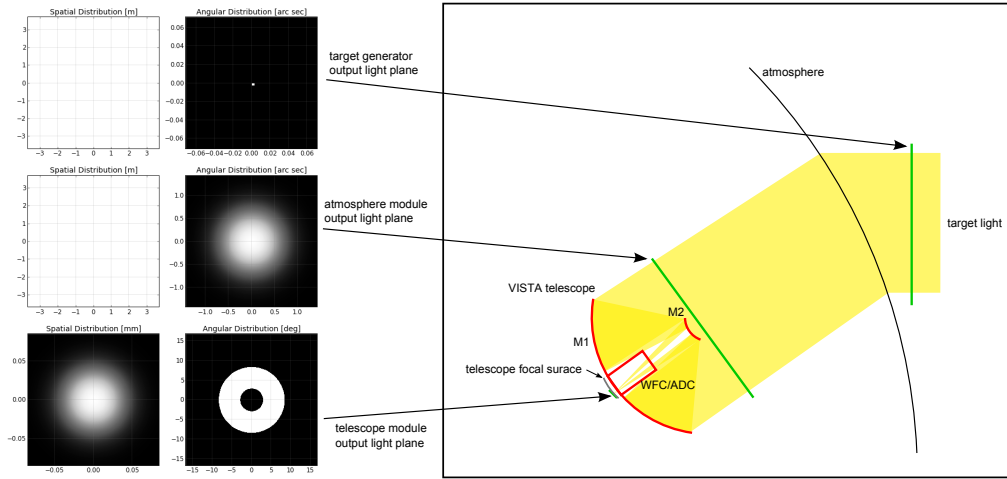 Spatial Distribution [m]
Angular Distribution [arc sec]
3
2
1
0
−1
−2
−3
−3 −2 −1 0 1 2 3
0.06
0.04
0.02
0.00
−0.02
−0.04
−0.06
−0.06 −0.04 −0.02 0.00 0.02 0.04 0.06
target generator
output light plane
atmosphere
Spatial Distribution [m]
Angular Distribution [arc sec]
3
2
1
0
−1
−2
−3
−3 −2 −1 0 1 2 3
1.0
0.5
0.0
−0.5
−1.0
−1.0 −0.5 0.0 0.5 1.0
atmosphere module
output light plane
target light
VISTA telescope
M2
M1
telescope focal surace
WFC/ADC
Spatial Distribution [mm]
Angular Distribution [deg]
0.05
0.00
−0.05
−0.05 0.00 0.05
15
10
5
0
−5
−10
−15
−15 −10 −5 0 5 10 15
telescope module
output light plane